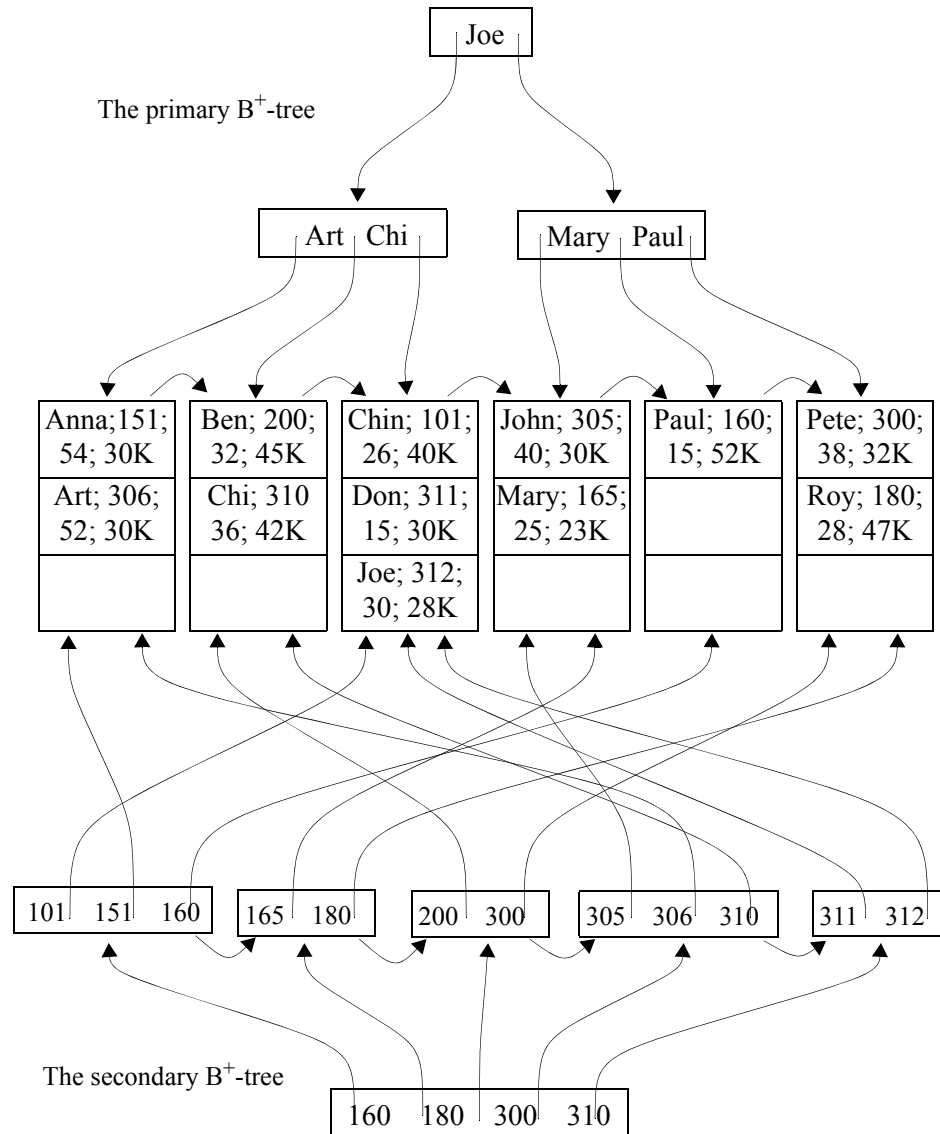 Joe
The primary B+-tree
Art Chi
Mary Paul
Anna;151;
54; 30K
Art; 306;
52; 30K
Ben; 200;
32; 45K
Chi; 310
36; 42K
Chin; 101;
26; 40K
Don; 311;
15; 30K
Joe; 312;
30; 28K
John; 305;
40; 30K
Mary; 165;
25; 23K
Paul; 160;
15; 52K
Pete; 300;
38; 32K
Roy; 180;
28; 47K
101 151 160
165 180
200 300
305 306 310
311 312
The secondary B+-tree
160 180 300 310